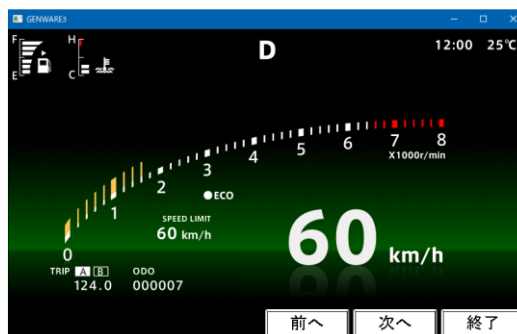 GENWARE3
F
E
H
C
D
12:00 25℃
0 1 2 3 4 5 6 7 8
X1000r/min
ECO
SPEED LIMIT
60 km/h
60 km/h
TRIP A B
124.0
ODO
000007
前へ
次へ
終了